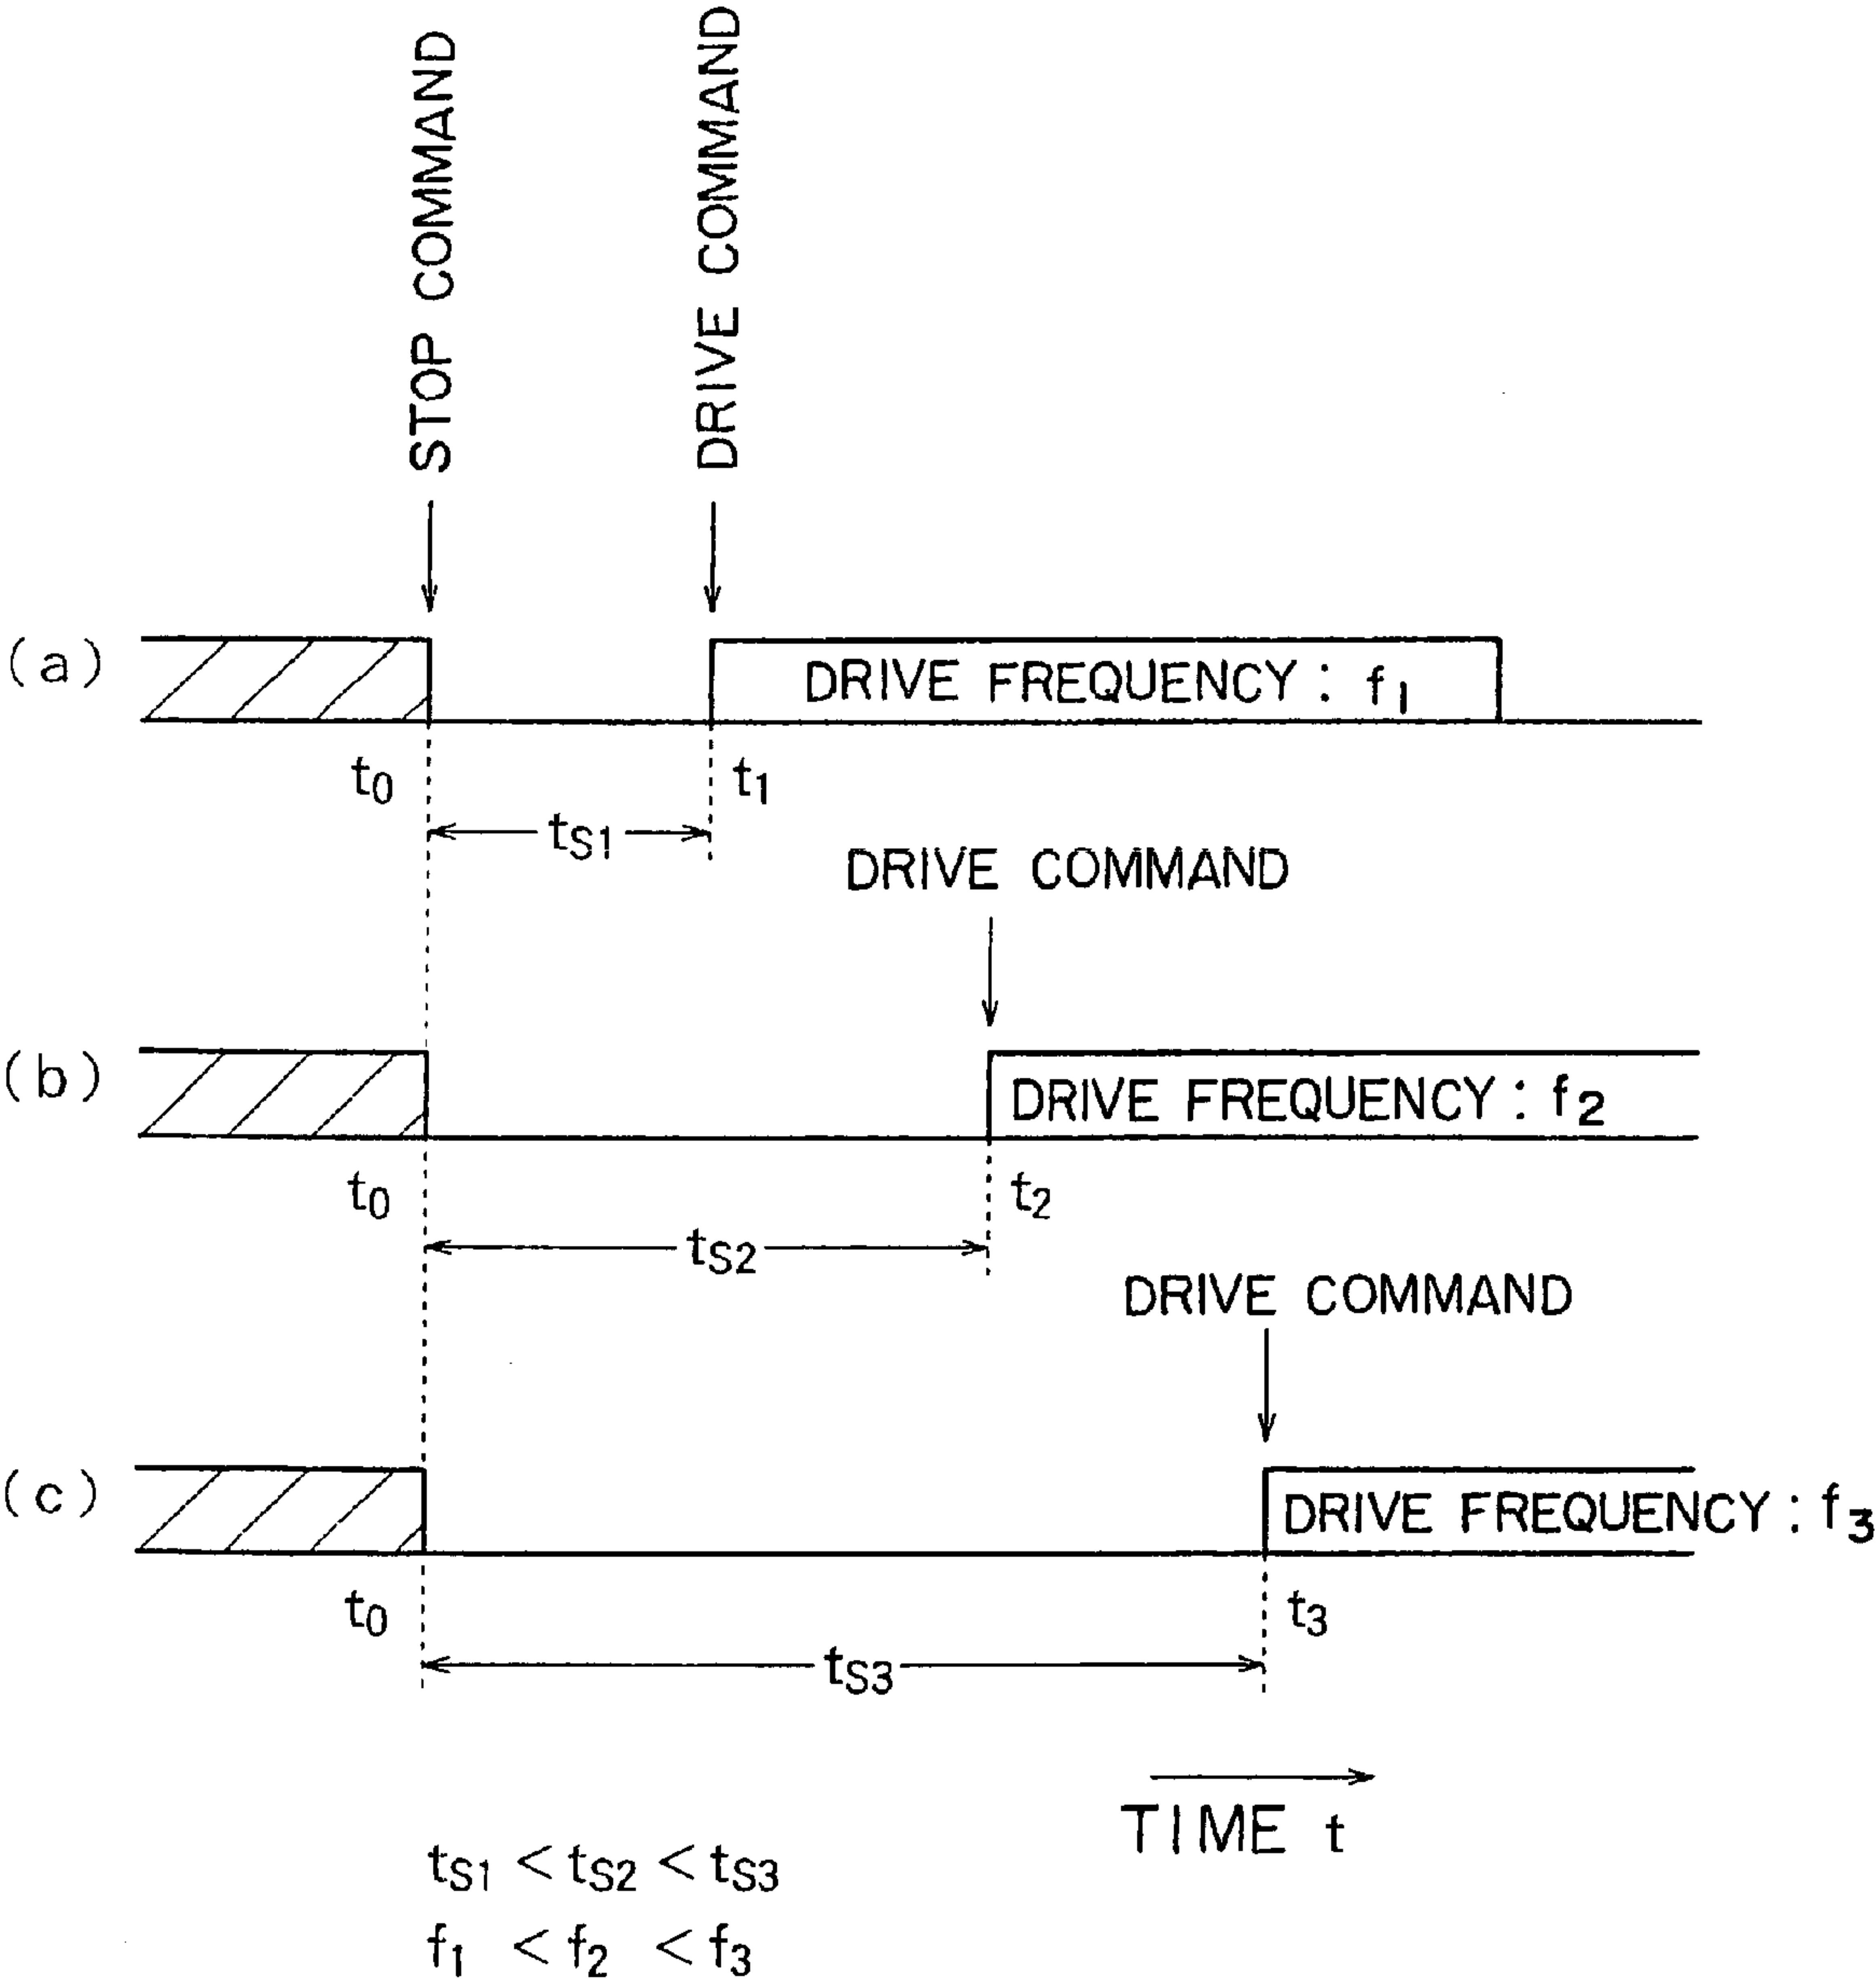 STOP COMMAND
DRIVE COMMAND
(a)
DRIVE FREQUENCY : f1
t0
t1
tS1
DRIVE COMMAND
(b)
DRIVE FREQUENCY : f2
t0
t2
tS2
DRIVE COMMAND
(c)
DRIVE FREQUENCY : f3
t0
t3
tS3
TIME t
tS1 < tS2 < tS3
f1 < f2 < f3